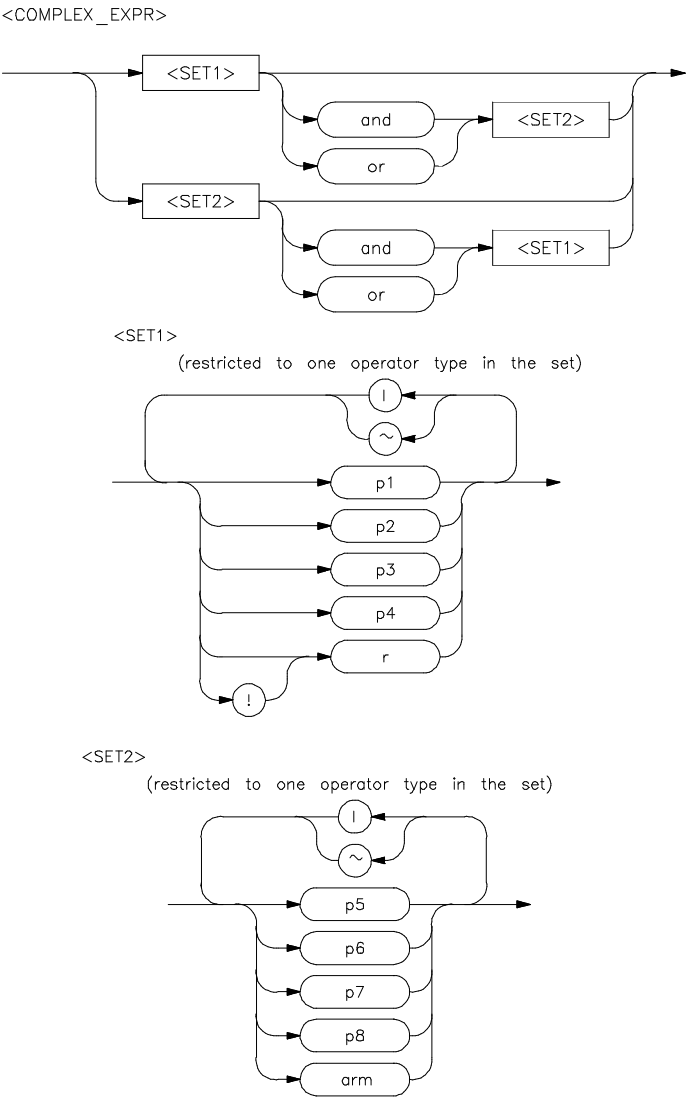 <COMPLEX_EXPR>
<SET1>
and
<SET2>
or
<SET2>
and
<SET1>
or
<SET1>
(restricted to one operator type in the set)
|
~
p1
p2
p3
p4
r
!
<SET2>
(restricted to one operator type in the set)
|
~
p5
p6
p7
p8
arm